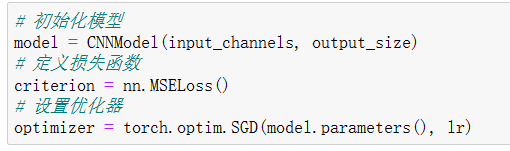 # 初始化模型
model = CNNModel(input_channels, output_size)
# 定义损失函数
criterion = nn.MSELoss()
# 设置优化器
optimizer = torch.optim.SGD(model.parameters(), lr)